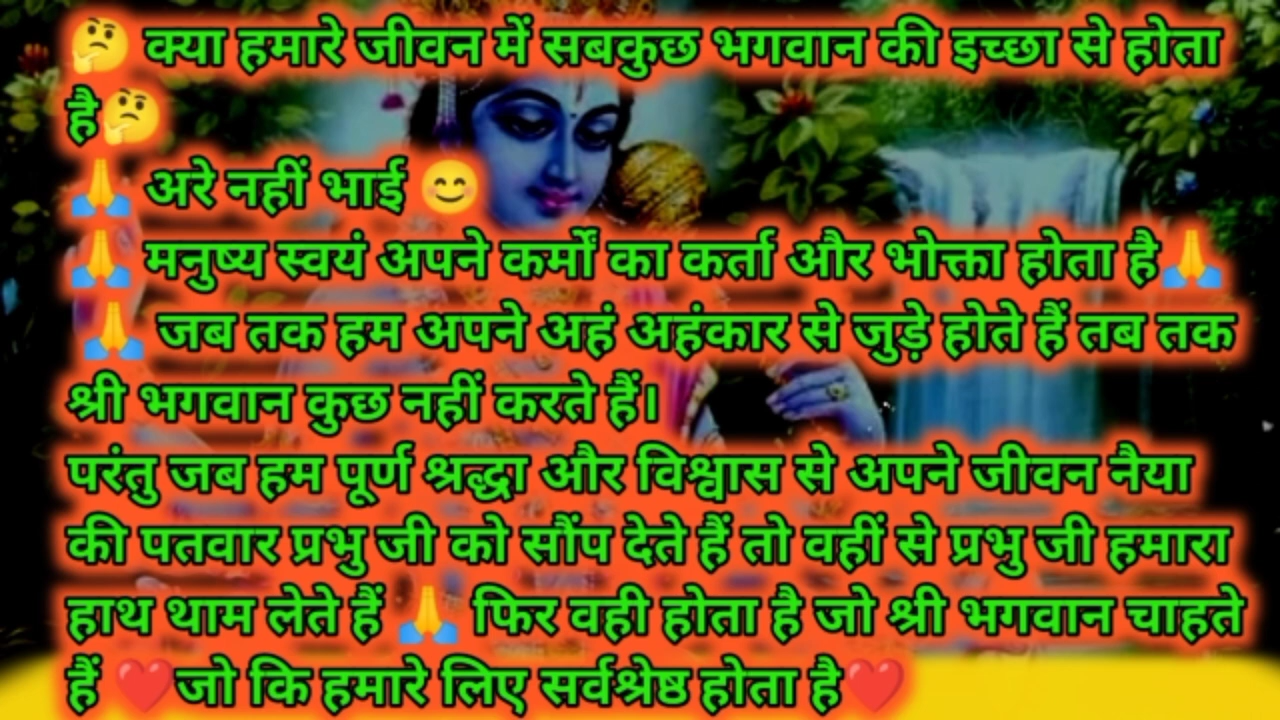 🤔 क्या हमारे जीवन में सबकुछ भगवान की इच्छा से होता
है🤔
🙏 अरे नहीं भाई 😊
🙏 मनुष्य स्वयं अपने कर्मों का कर्ता और भोक्ता होता है🙏
🙏 जब तक हम अपने अहं अहंकार से जुड़े होते हैं तब तक
श्री भगवान कुछ नहीं करते हैं।
परंतु जब हम पूर्ण श्रद्धा और विश्वास से अपने जीवन नैया
की पतवार प्रभु जी को सौंप देते हैं तो वहीं से प्रभु जी हमारा
हाथ थाम लेते हैं 🙏 फिर वही होता है जो श्री भगवान चाहते
हैं ❤️जो कि हमारे लिए सर्वश्रेष्ठ होता है❤️